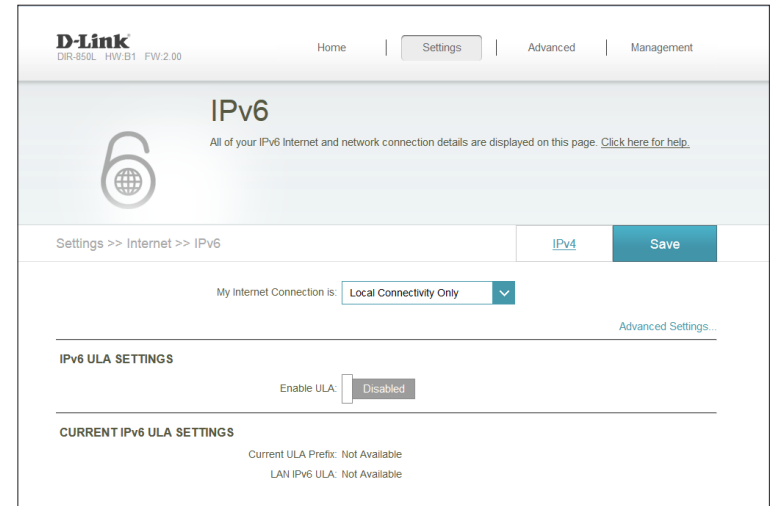 D-Link
DIR-850L HW:B1 FW:2.00
Home Settings Advanced Management
IPv6
All of your IPv6 Internet and network connection details are displayed on this page. Click here for help.
Settings >> Internet >> IPv6
IPv4
Save
My Internet Connection is: Local Connectivity Only
Advanced Settings...
IPv6 ULA SETTINGS
Enable ULA: Disabled
CURRENT IPv6 ULA SETTINGS
Current ULA Prefix: Not Available
LAN IPv6 ULA: Not Available